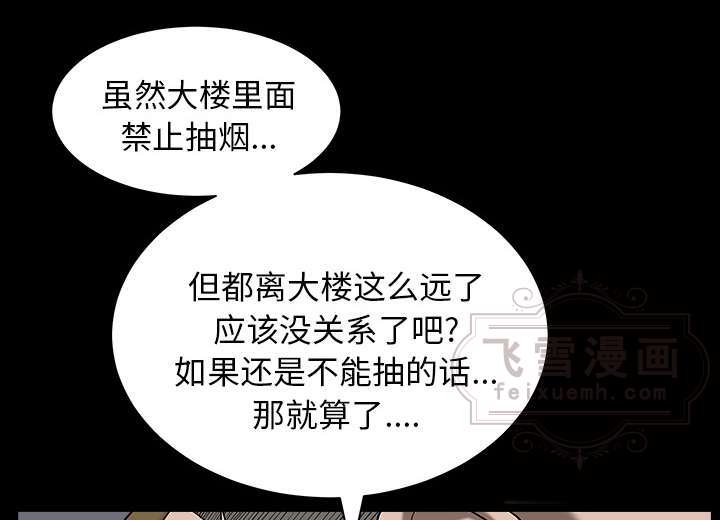 虽然大楼里面
禁止抽烟...
但都离大楼这么远了
应该没关系了吧?
如果还是不能抽的话...
那就算了....
飞雪漫画
feixuemh.com